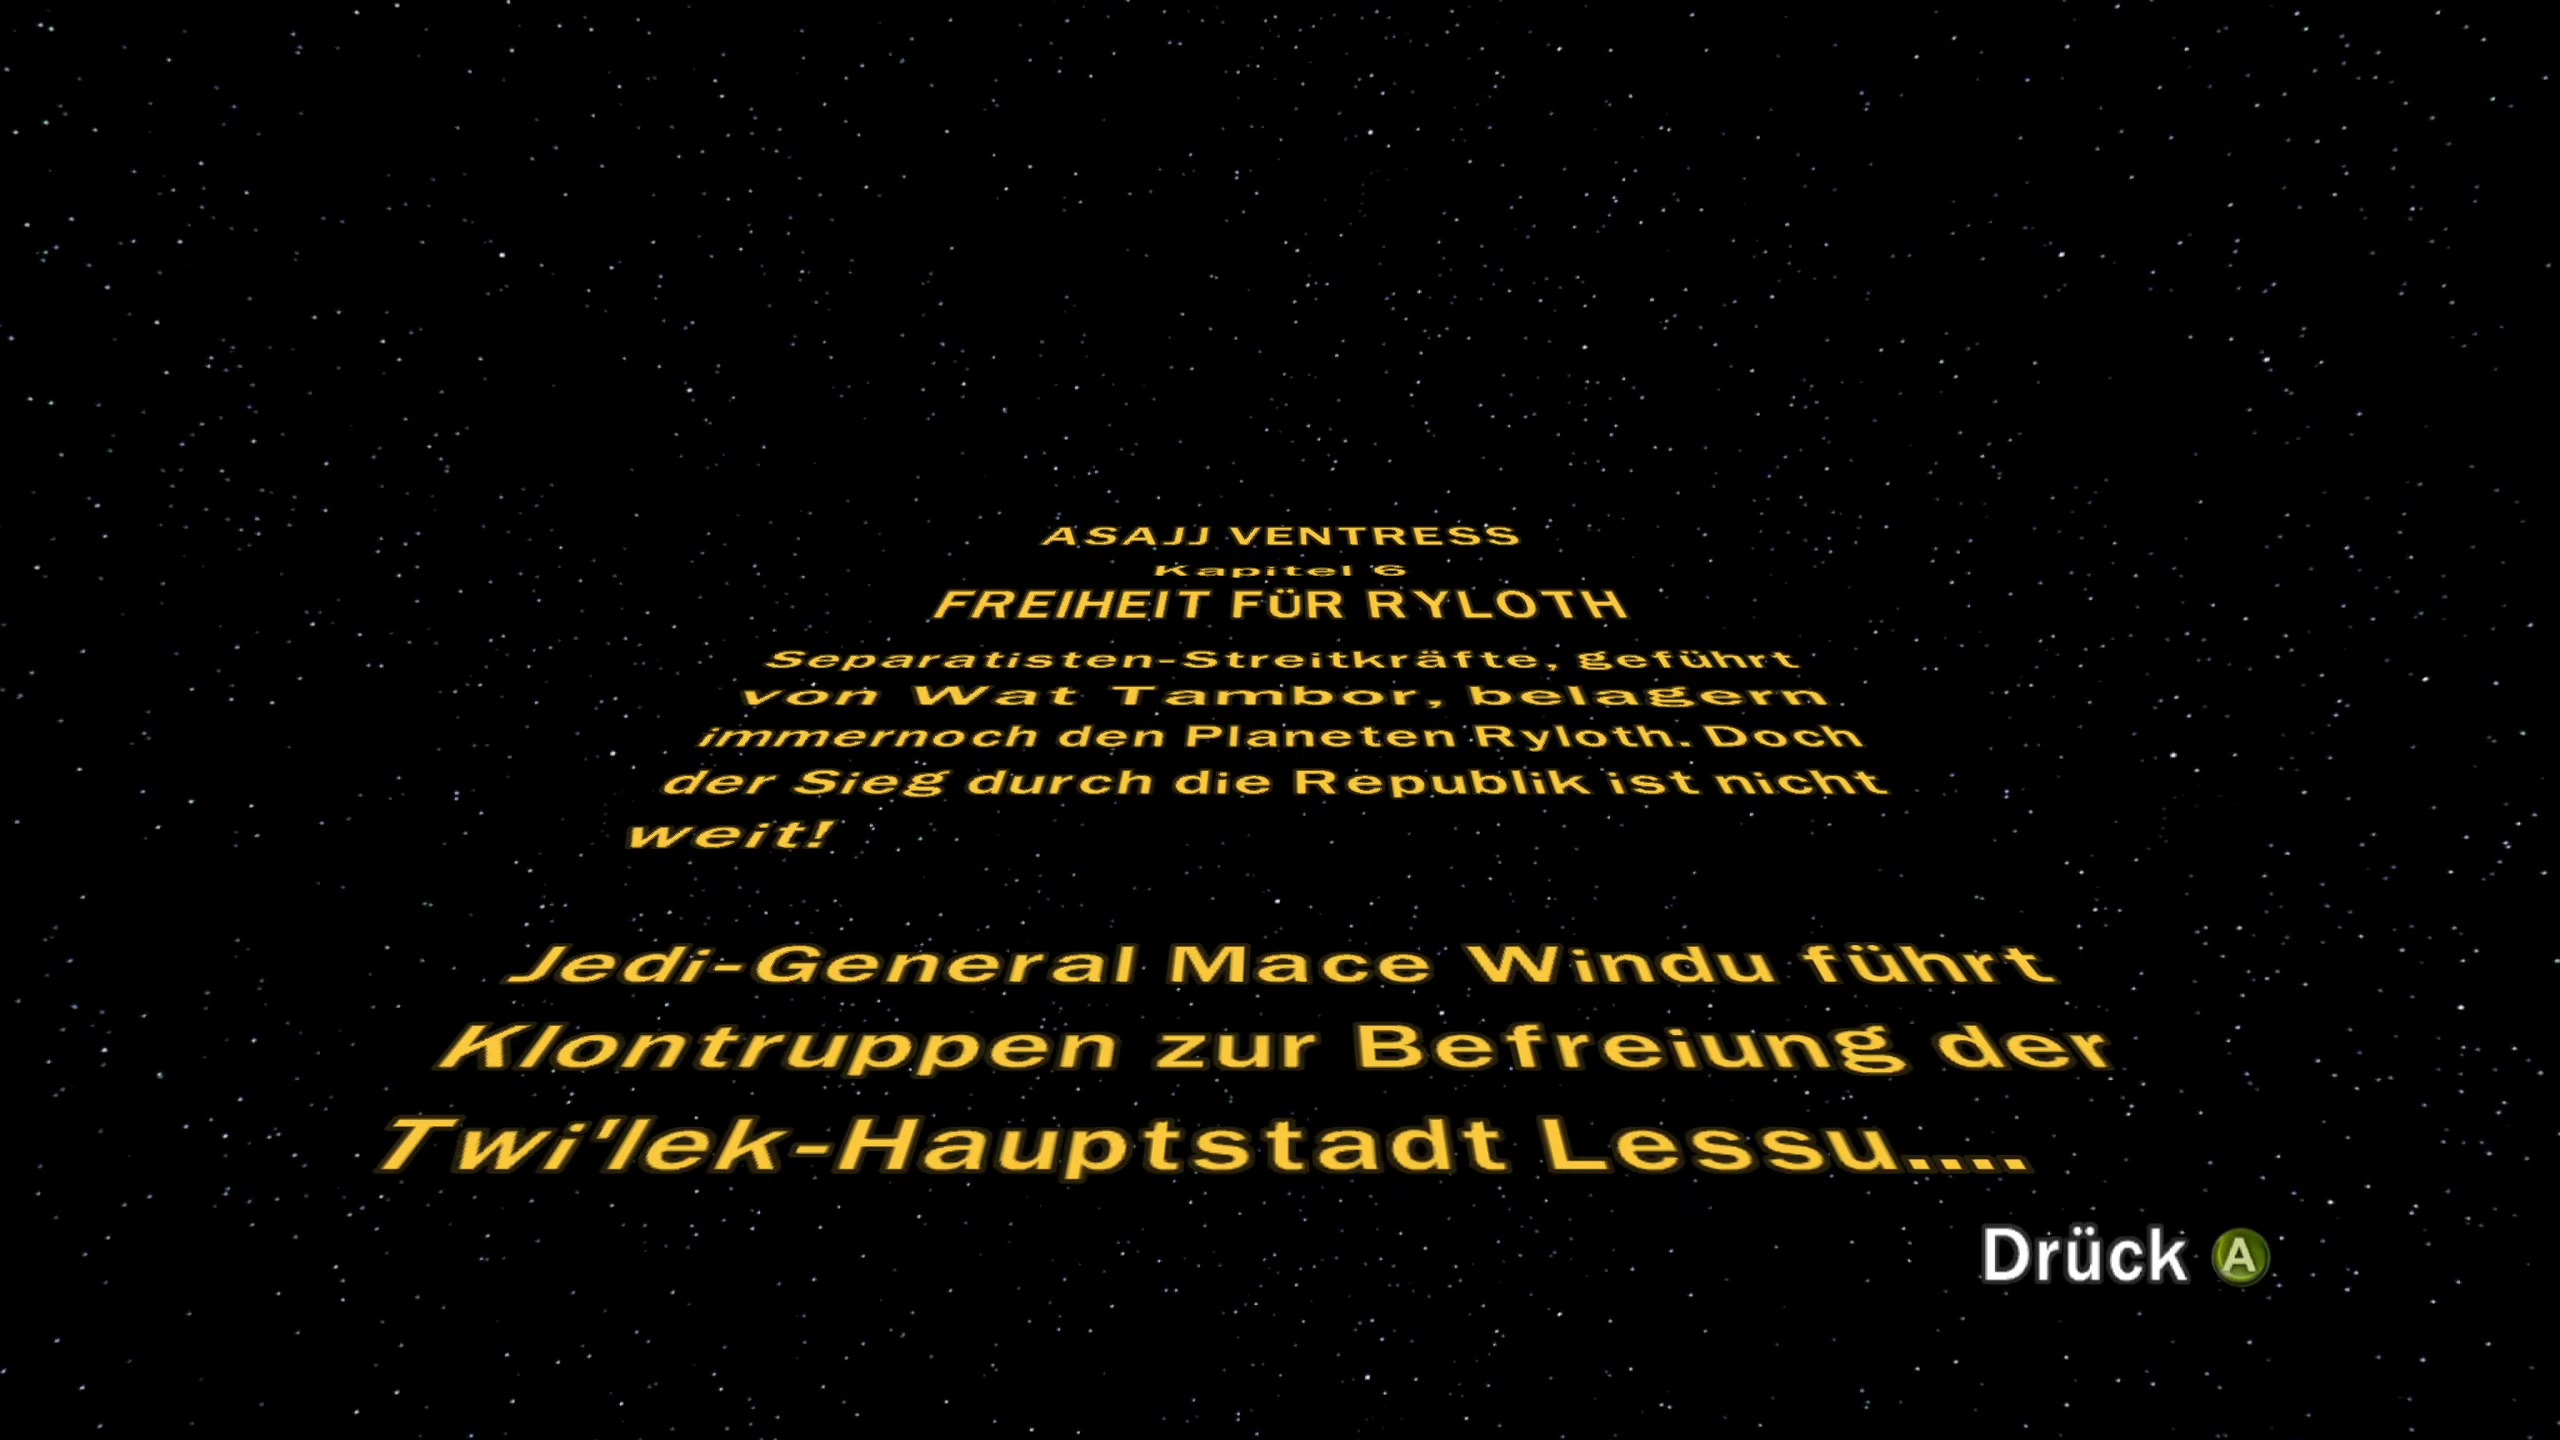 ASAJJ VENTRESS
Kapitel 6
FREIHEIT FÜR RYLOTH
Separatisten-Streitkräfte, geführt
von Wat Tambor, belagern
immernoch den Planeten Ryloth. Doch
der Sieg durch die Republik ist nicht
weit!
Jedi-General Mace Windu führt
Klontruppen zur Befreiung der
Twi'lek-Hauptstadt Lessu....
Drück A